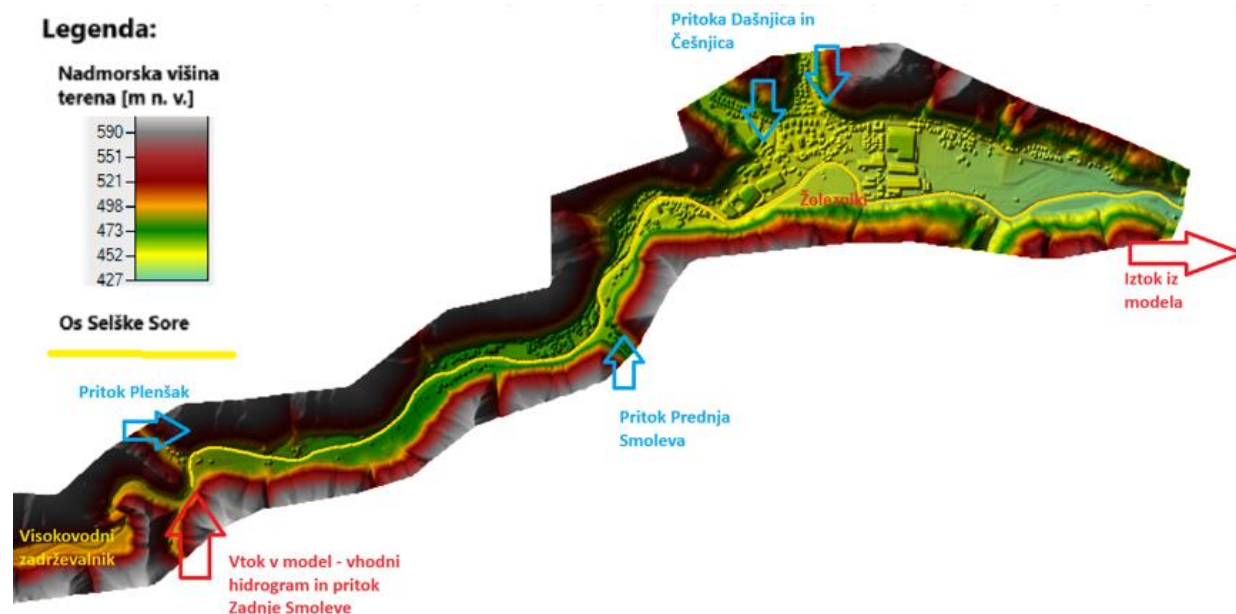 Legenda:
Nadmorska višina
terena [m n. v.]
590
551
521
498
473
452
427
Os Selške Sore
Pritoka Dašnjica in
Češnjica
Železniki
Iztok iz
modela
Pritok Plenšak
Pritok Prednja
Smoleva
Visokovodni
zadrževalnik
Vtok v model - vhodni
hidrogram in pritok
Zadnje Smoleve